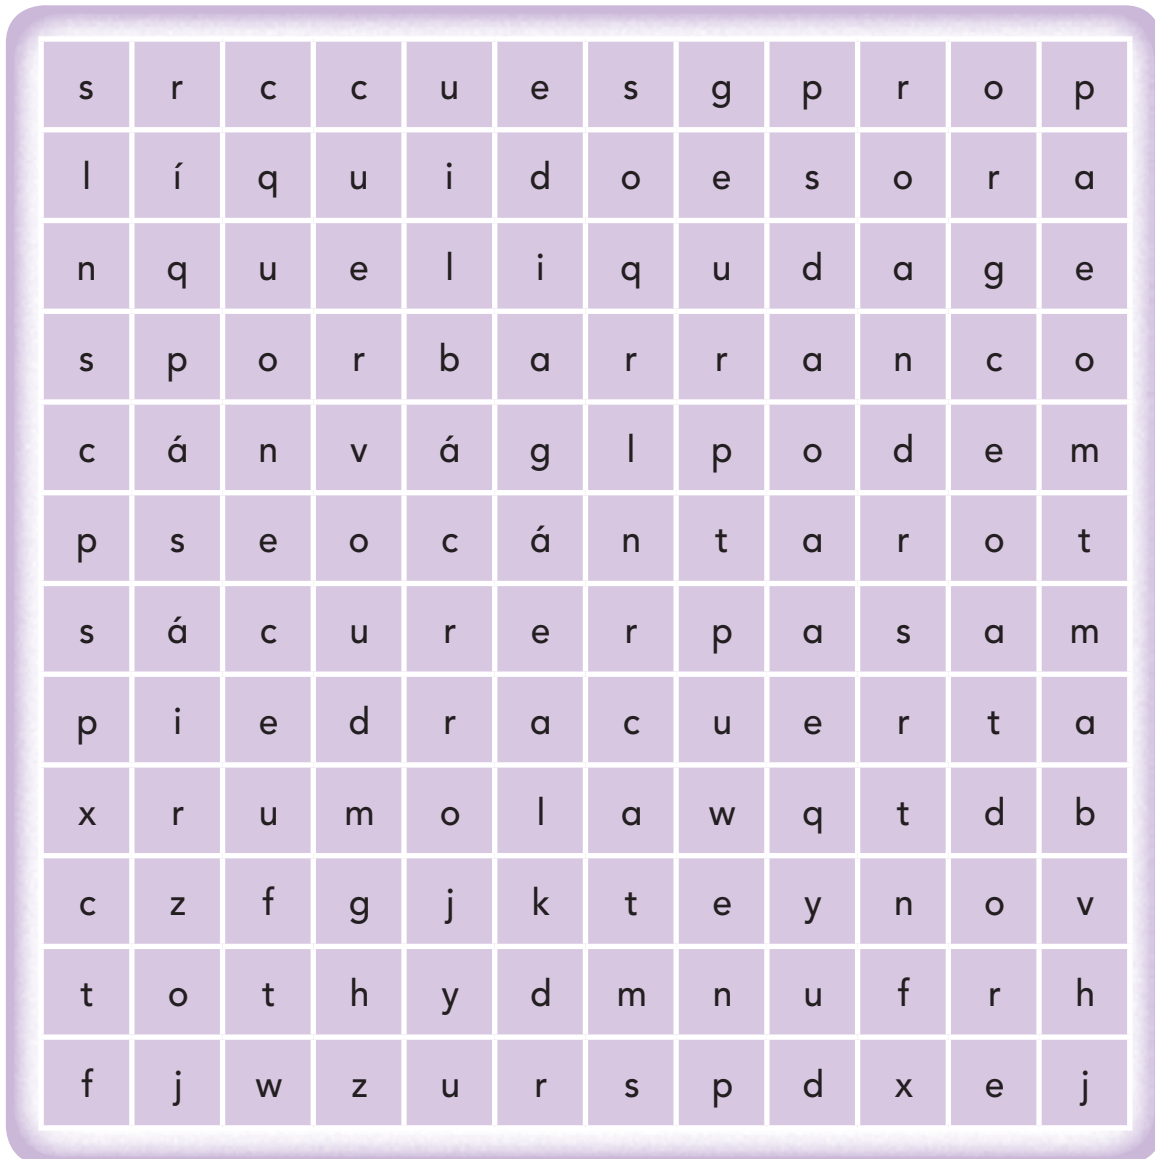 s r c c u e s g p r o p
l í q u i d o e s o r a
n q u e l i q u d a g e
s p o r b a r r a n c o
c á n v á g l p o d e m
p s e o c á n t a r o t
s á c u r e r p a s a m
p i e d r a c u e r t a
x r u m o l a w q t d b
c z f g j k t e y n o v
t o t h y d m n u f r h
f j w z u r s p d x e j